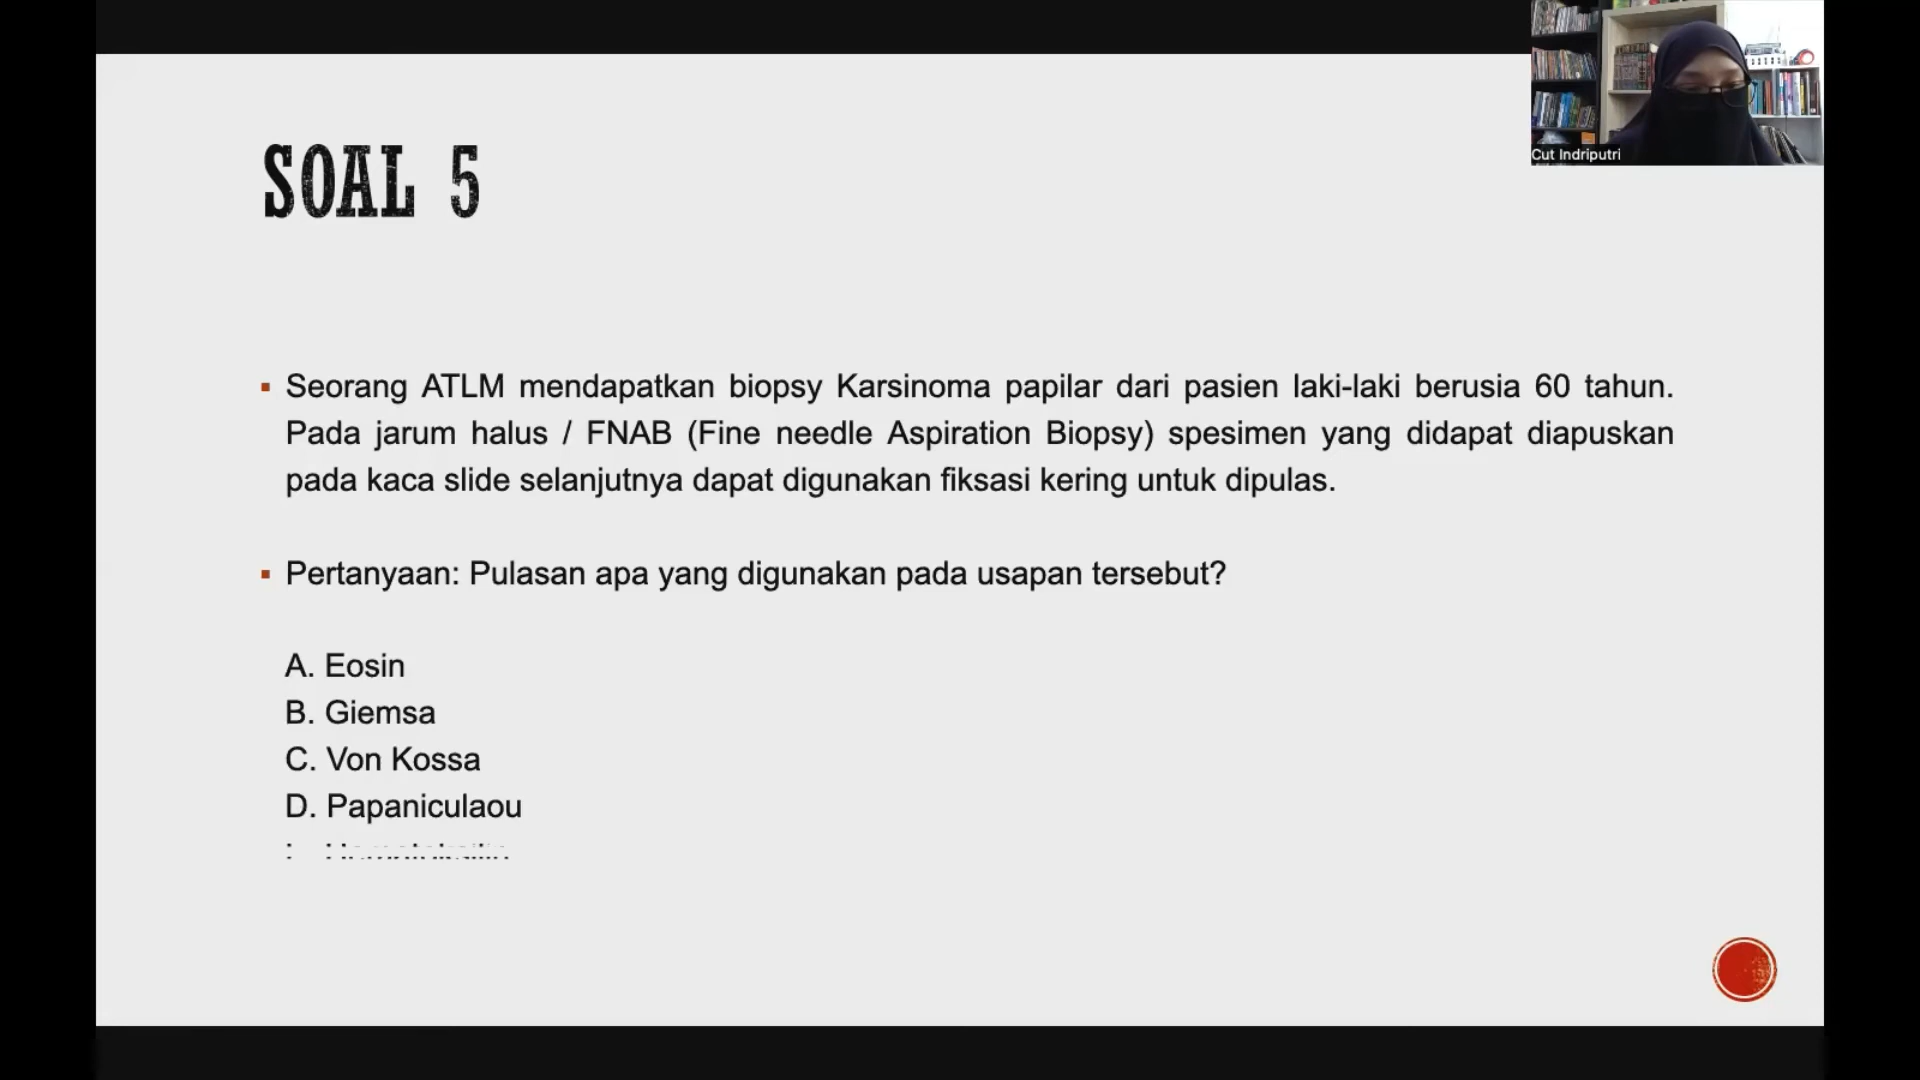 Cut Indriputri
SOAL 5
Seorang ATLM mendapatkan biopsy Karsinoma papilar dari pasien laki-laki berusia 60 tahun.
Pada jarum halus / FNAB (Fine needle Aspiration Biopsy) spesimen yang didapat diapuskan
pada kaca slide selanjutnya dapat digunakan fiksasi kering untuk dipulas.
Pertanyaan: Pulasan apa yang digunakan pada usapan tersebut?
A. Eosin
B. Giemsa
C. Von Kossa
D. Papaniculaou